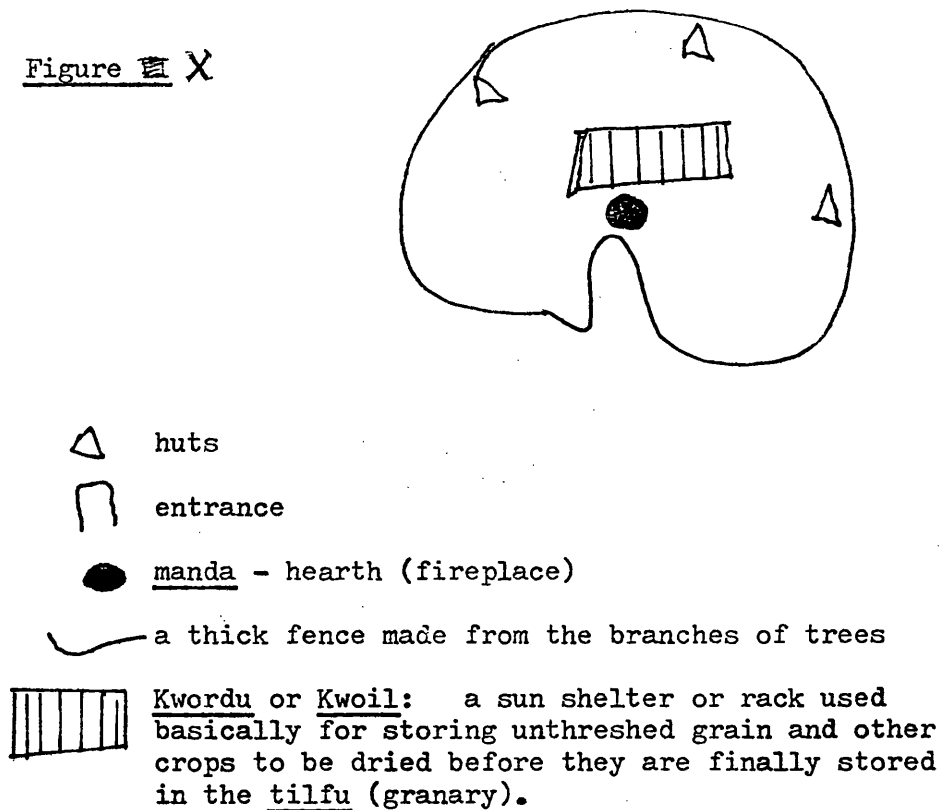 Figure X
huts
entrance
manda - hearth (fireplace)
a thick fence made from the branches of trees
Kwordu or Kwoil: a sun shelter or rack used
basically for storing unthreshed grain and other
crops to be dried before they are finally stored
in the tilfu (granary).